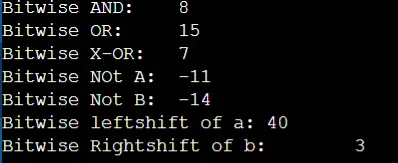 Bitwise AND: 8
Bitwise OR: 15
Bitwise X-OR: 7
Bitwise NOt A: -11
Bitwise NOt B: -14
Bitwise leftshift of a: 40
Bitwise Rightshift of b: 3